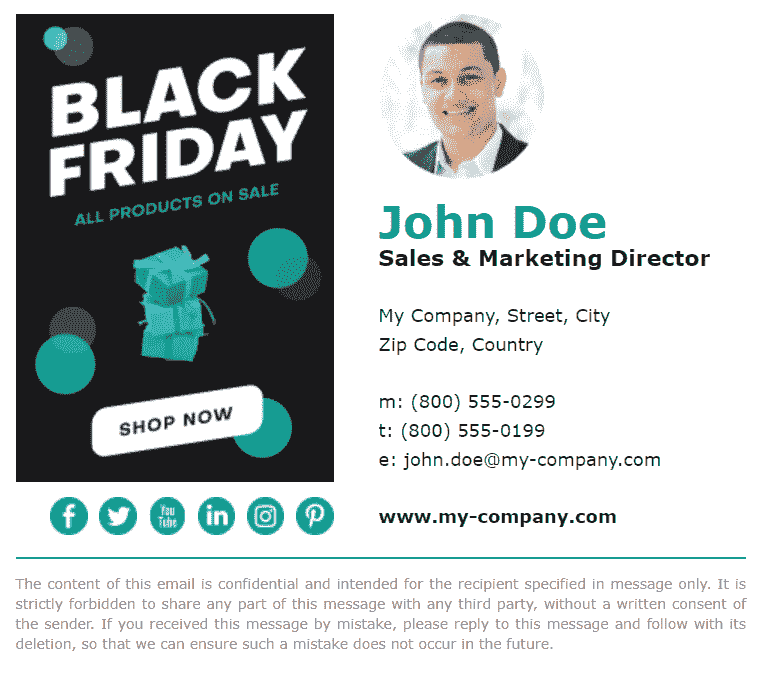 BLACK
FRIDAY
ALL PRODUCTS ON SALE
SHOP NOW
f
You
Tube
in
John Doe
Sales & Marketing Director
My Company, Street, City
Zip Code, Country
m: (800) 555-0299
t: (800) 555-0199
e: john.doe@my-company.com
www.my-company.com
The content of this email is confidential and intended for the recipient specified in message only. It is
strictly forbidden to share any part of this message with any third party, without a written consent of
the sender. If you received this message by mistake, please reply to this message and follow with its
deletion, so that we can ensure such a mistake does not occur in the future.